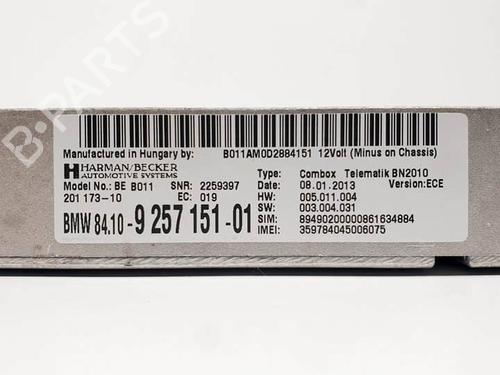 B-PARTS
Manufactured in Hungary by: B011AM0D2884151 12Volt (Minus on Chassis)
HARMAN/BECKER
AUTOMOTIVE SYSTEMS
Model No.: BE B011 SNR: 2259397
201 173-10 EC: 019
BMW 84.10-9 257 151-01
Type: Combox Telematik BN2010
Date: 08.01.2013 Version: ECE
HW: 005.011.004
SW: 003.004.031
SIM: 89490200000861634884
IMEI: 359784045006075